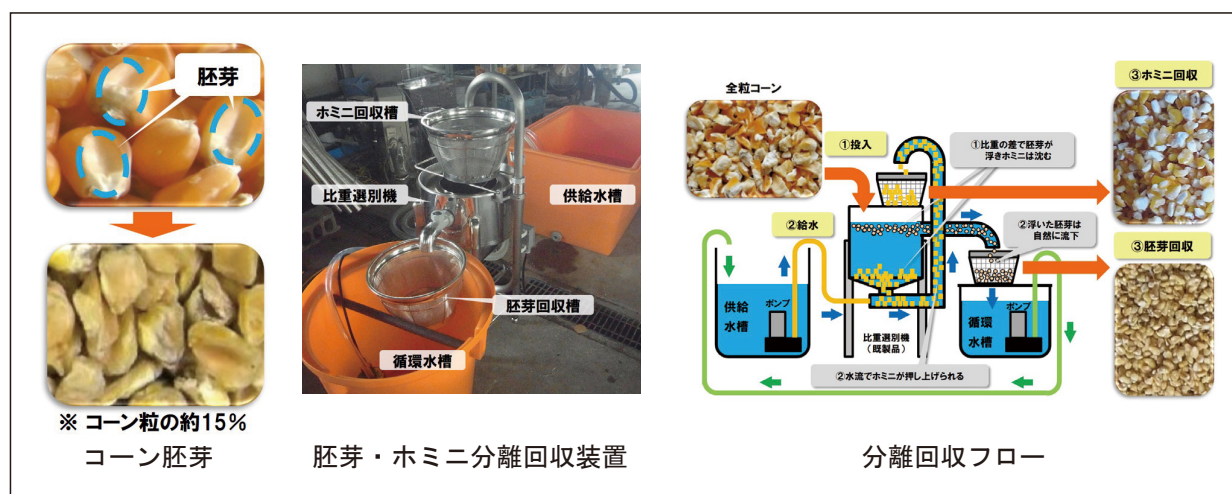 胚芽
※ コーン粒の約15%
コーン胚芽
ホミニ回収槽
比重選別機
供給水槽
胚芽回収槽
循環水槽
胚芽・ホミニ分離回収装置
全粒コーン
①投入
①比重の差で胚芽が
浮きホミニは沈む
③ホミニ回収
②給水
②浮いた胚芽は
自然に流下
③胚芽回収
供給
水槽
ポンプ
比重選別機
(既製品)
循環
水槽
ポンプ
②水流でホミニが押し上げられる
分離回収フロー